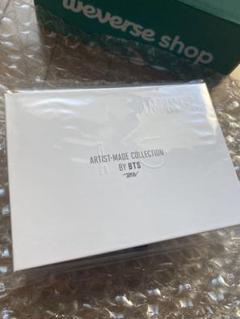 weverse shop
ARTIST-MADE COLLECTION
BY BTS